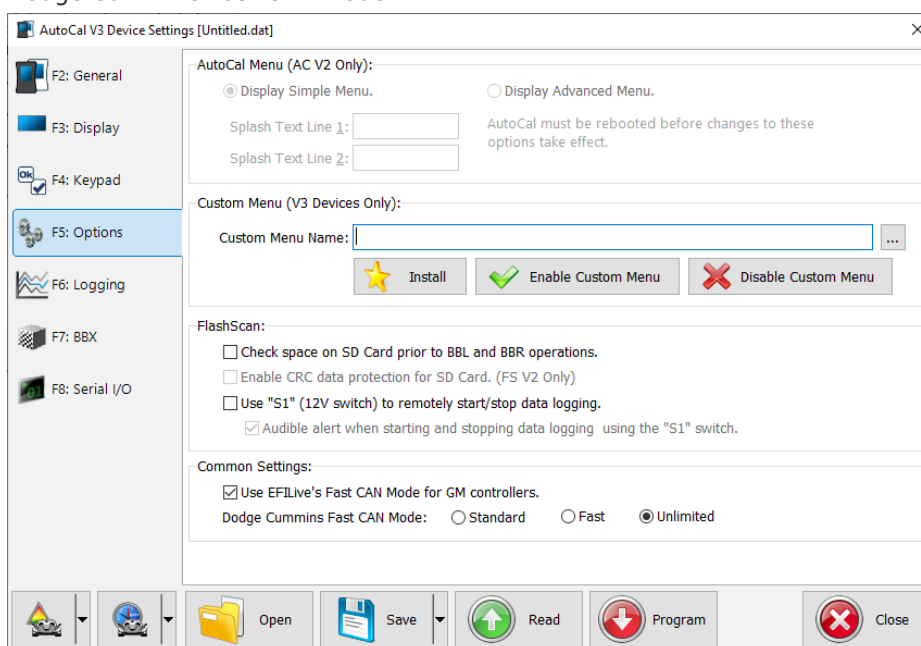 AutoCal V3 Device Settings [Untitled.dat]
F2: General
F3: Display
F4: Keypad
F5: Options
F6: Logging
F7: BBX
F8: Serial I/O
AutoCal Menu (AC V2 Only):
Display Simple Menu.
Display Advanced Menu.
Splash Text Line 1:
AutoCal must be rebooted before changes to these
options take effect.
Splash Text Line 2:
Custom Menu (V3 Devices Only):
Custom Menu Name:
...
Install
Enable Custom Menu
Disable Custom Menu
FlashScan:
Check space on SD Card prior to BBL and BBR operations.
Enable CRC data protection for SD Card. (FS V2 Only)
Use "S1" (12V switch) to remotely start/stop data logging.
Audible alert when starting and stopping data logging using the "S1" switch.
Common Settings:
Use EFILive's Fast CAN Mode for GM controllers.
Dodge Cummins Fast CAN Mode: Standard Fast Unlimited
Open
Save
Read
Program
Close